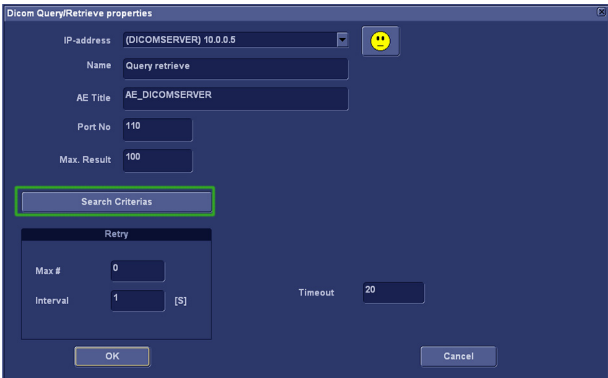 Dicom Query/Retrieve properties
IP-address (DICOMSERVER) 10.0.0.5
Name Query retrieve
AE Title AE_DICOMSERVER
Port No 110
Max. Result 100
Search Criterias
Retry
Max # 0
Interval 1 [S]
Timeout 20
OK Cancel